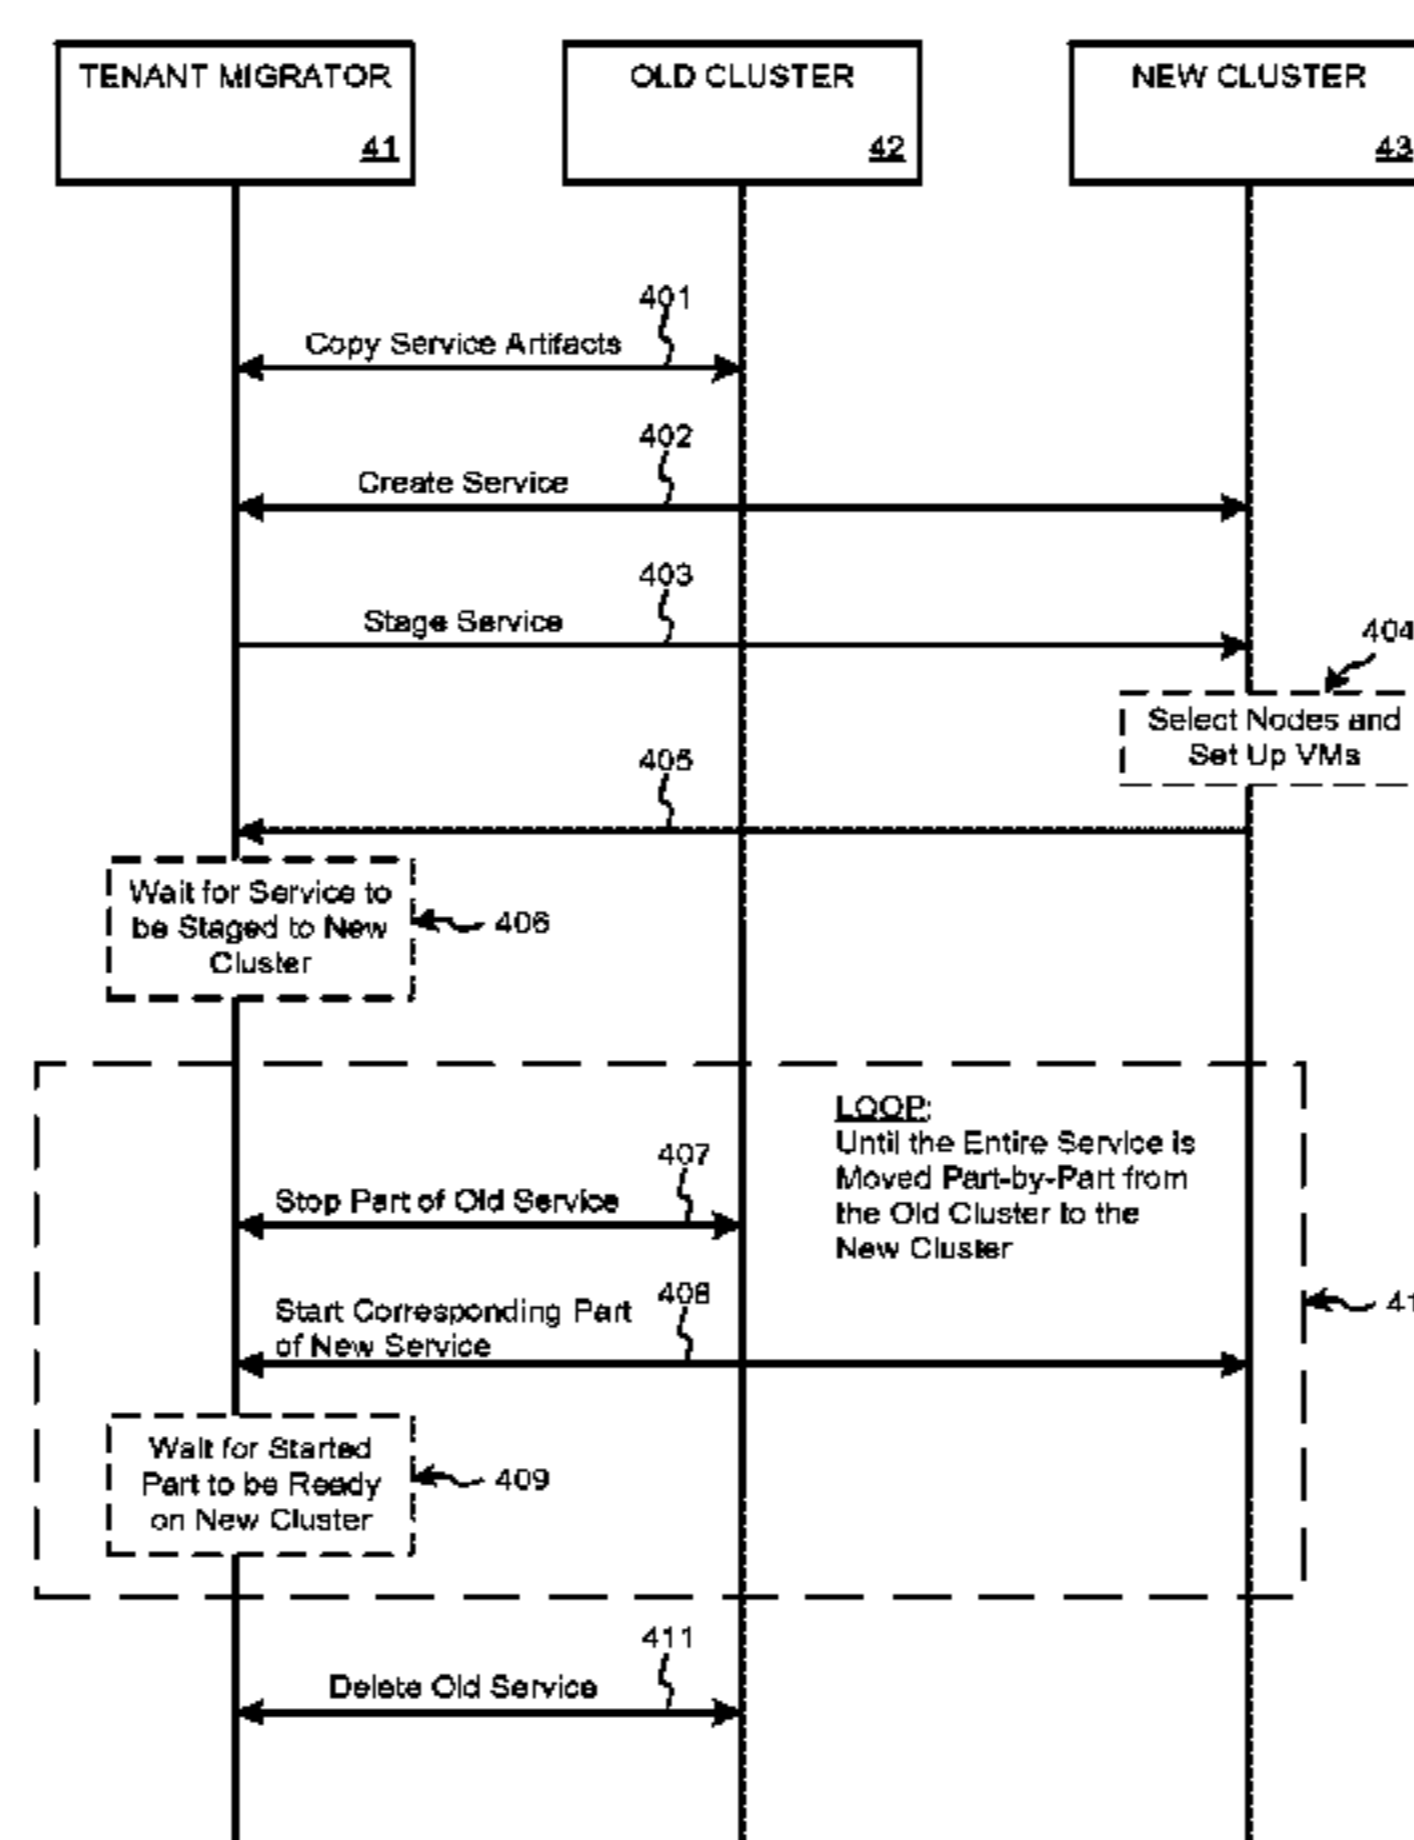 TENANT MIGRATOR
41
OLD CLUSTER
42
NEW CLUSTER
43
401
Copy Service Artifacts
402
Create Service
403
Stage Service
404
Select Nodes and
Set Up VMs
405
Wait for Service to
be Staged to New
Cluster
406
LOOP:
Until the Entire Service is
Moved Part-by-Part from
the Old Cluster to the
New Cluster
407
Stop Part of Old Service
408
Start Corresponding Part
of New Service
41
Wait for Started
Part to be Ready
on New Cluster
409
411
Delete Old Service